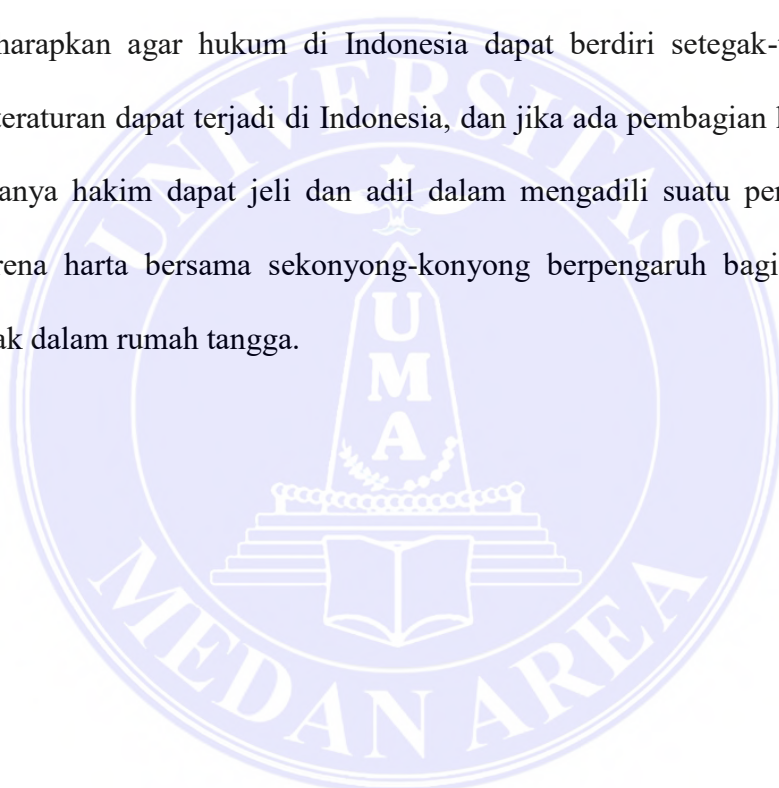 harapkan agar hukum di Indonesia dapat berdiri setegak-
teraturan dapat terjadi di Indonesia, dan jika ada pembagian
anya hakim dapat jeli dan adil dalam mengadili suatu per
rena harta bersama sekonyong-konyong berpengaruh bagi
ak dalam rumah tangga.
UNIVERSITAS
UMA
MEDAN AREA